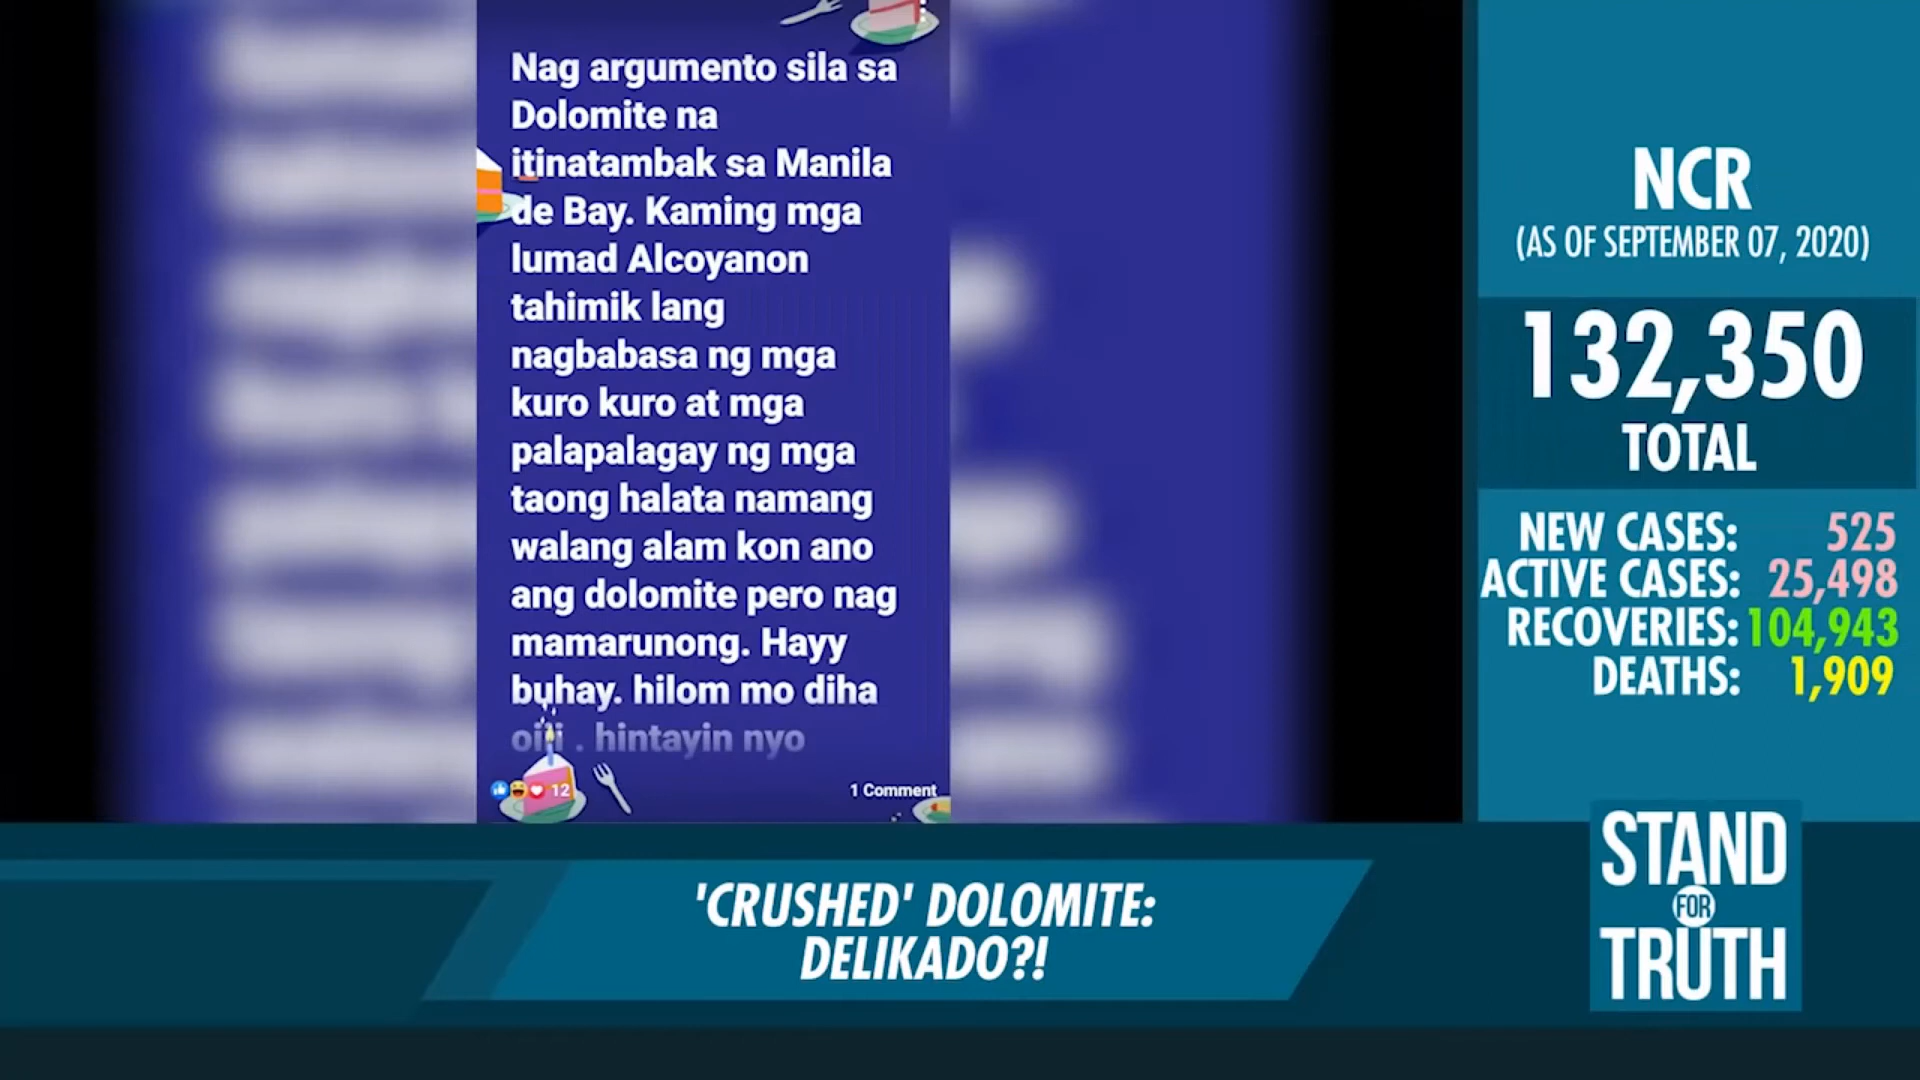 Nag argumento sila sa
Dolomite na
itinatambak sa Manila
de Bay. Kaming mga
lumad Alcoyanon
tahimik lang
nagbabasa ng mga
kuro kuro at mga
palapalagay ng mga
taong halata namang
walang alam kon ano
ang dolomite pero nag
mamarunong. Hayy
buhay. hilom mo diha
. hintayin nyo
12
1 Comment
'CRUSHED' DOLOMITE:
DELIKADO?!
NCR
(AS OF SEPTEMBER 07, 2020)
132,350
TOTAL
NEW CASES: 525
ACTIVE CASES: 25,498
RECOVERIES: 104,943
DEATHS: 1,909
STAND
FOR
TRUTH